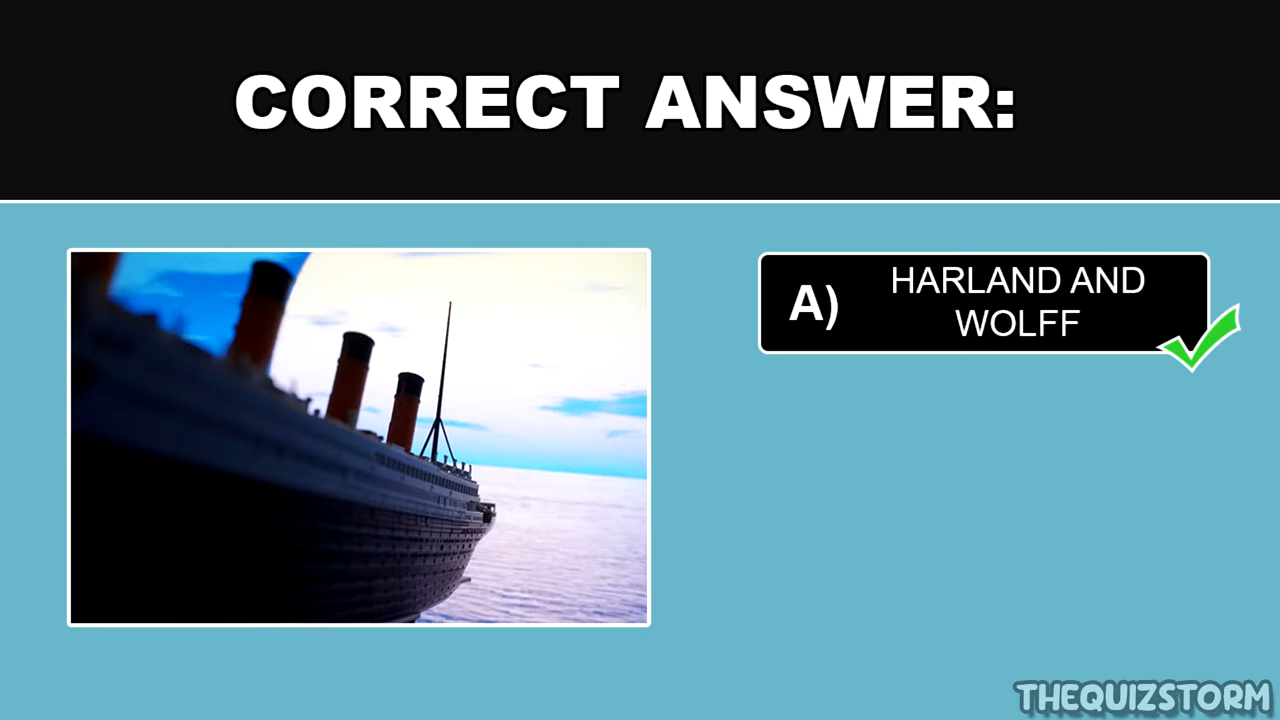 CORRECT ANSWER:
A)
HARLAND AND
WOLFF
THEQUIZSTORM